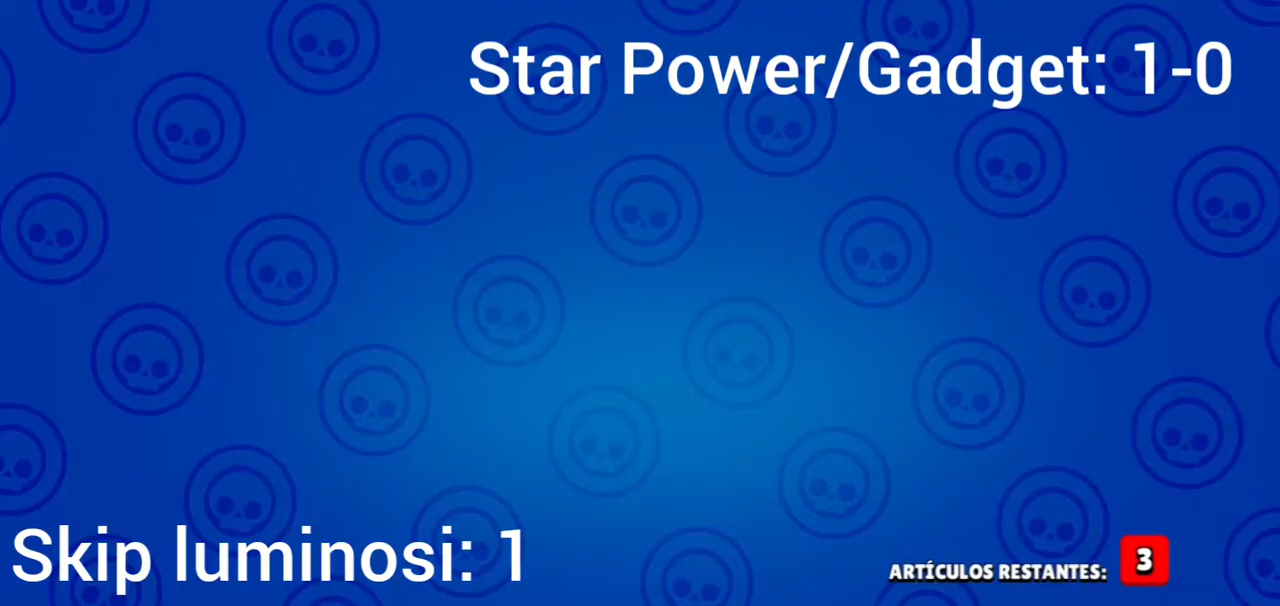 Star Power/Gadget: 1-0
Skip luminosi: 1
ARTÍCULOS RESTANTES: 3